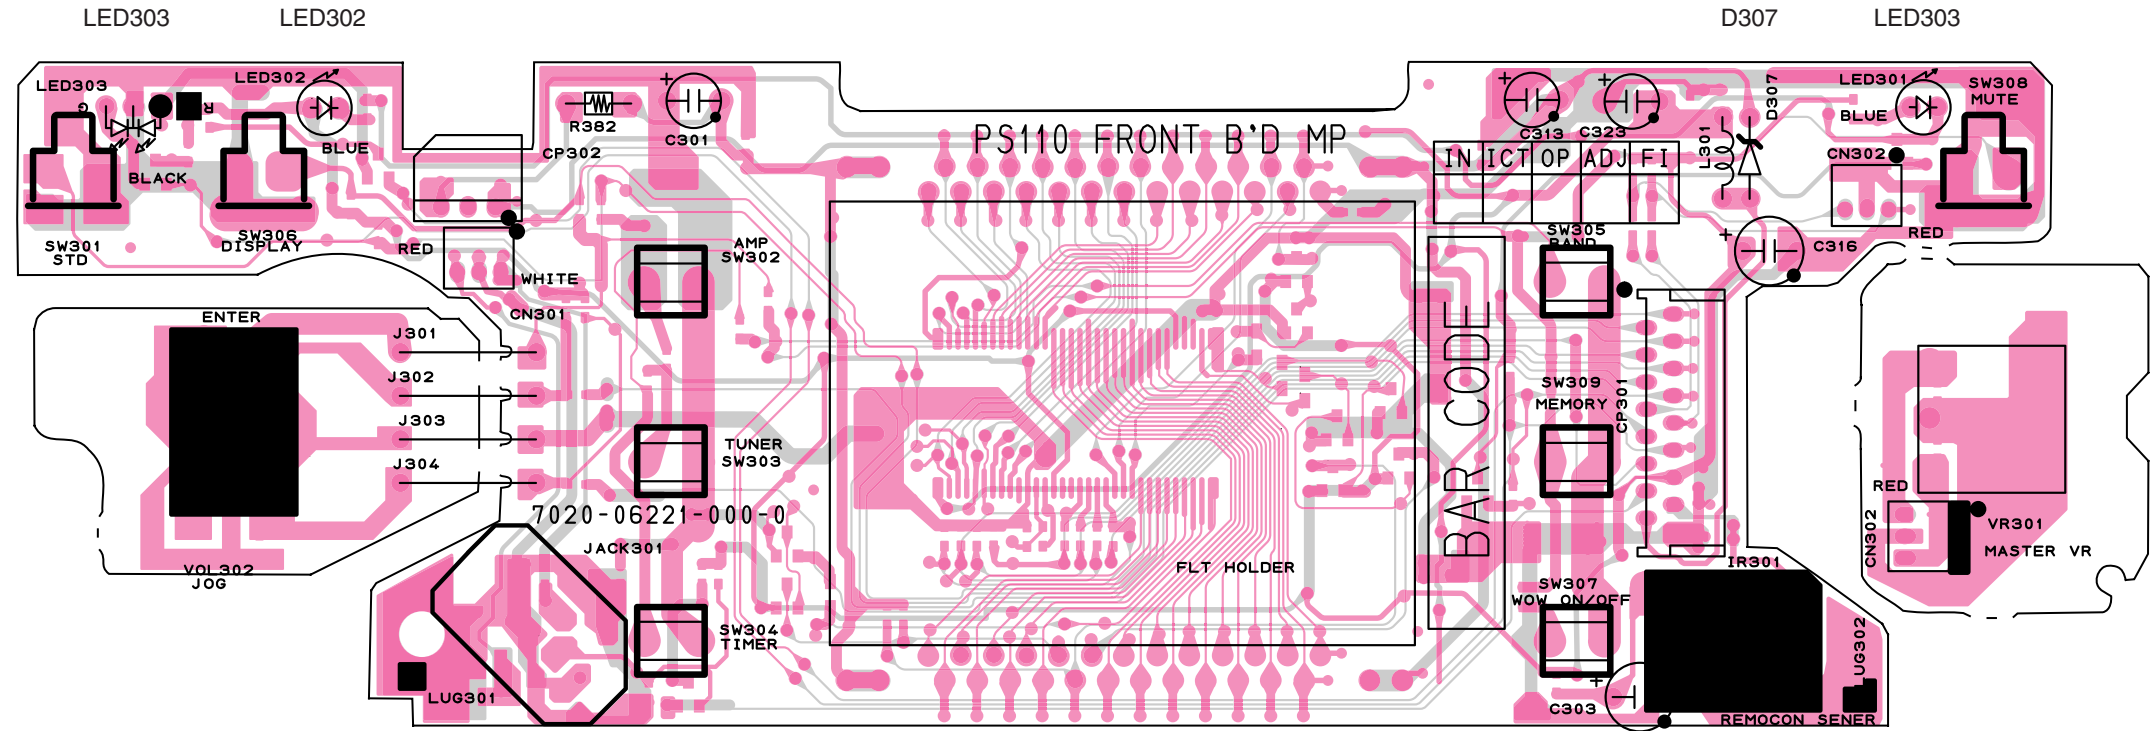 LED303 LED302 D307 LED303
LED303
LED302
G
R
BLUE
BLACK
SW301
STD
SW306
DISPLAY
RED
WHITE
CP302
CN301
R382
C301
+
PS110 FRONT B'D MP
IN ICT OP ADJ FI
+
C313
+
C323
L301
D307
LED301
BLUE
SW308
MUTE
CN302
RED
+
C316
AMP
SW302
SW305
BAND
ENTER
J301
J302
J303
J304
VOL302
JOG
TUNER
SW303
7020-06221-000-0
JACK301
SW304
TIMER
LUG301
FLT HOLDER
BAR CODE
SW309
MEMORY
CP301
SW307
WOW ON/OFF
+
C303
IR301
REMOCON SENER
LUG302
RED
CN302
VR301
MASTER VR